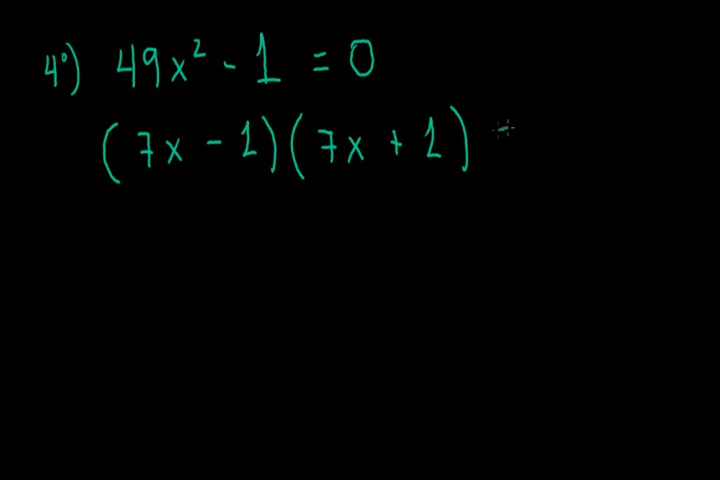 4°) 49x² - 1 = 0
(7x - 1)(7x + 1)